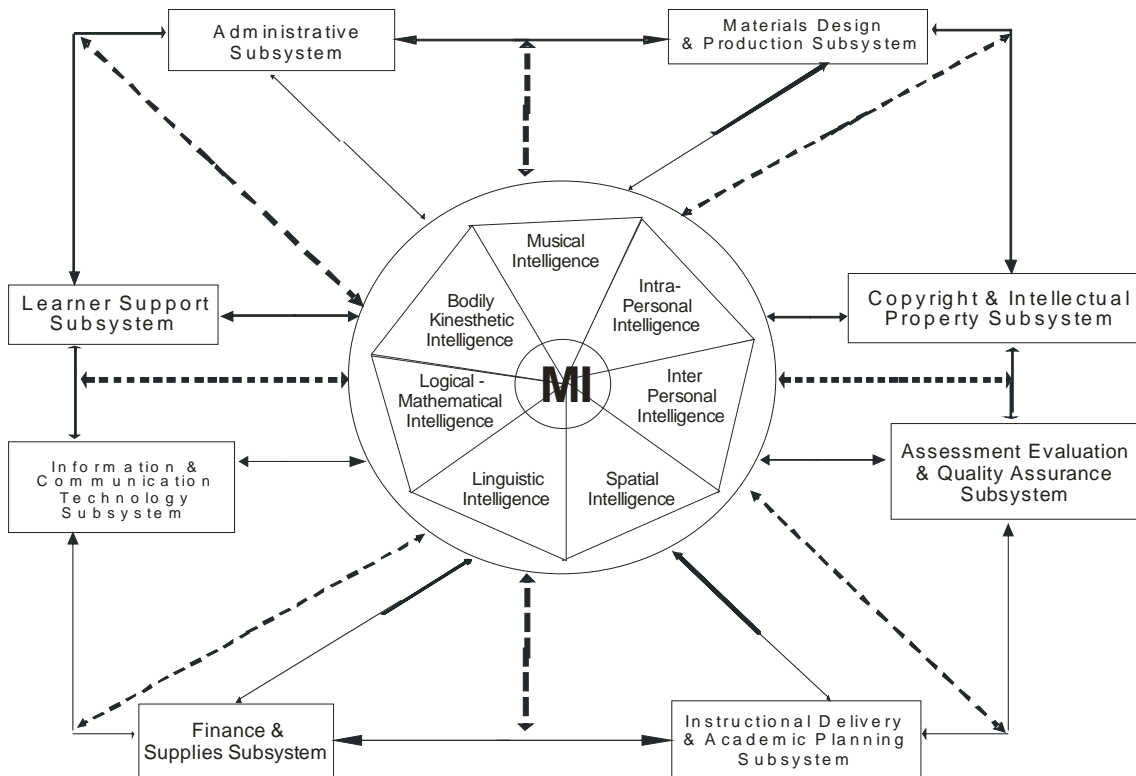 Administrative
Subsystem
Materials Design
& Production Subsystem
Musical
Intelligence
Intra-
Personal
Intelligence
Bodily
Kinesthetic
Intelligence
Learner Support
Subsystem
Copyright & Intellectual
Property Subsystem
MI
Logical -
Mathematical
Intelligence
Inter
Personal
Intelligence
Information &
Communication
Technology
Subsystem
Linguistic
Intelligence
Spatial
Intelligence
Assessment Evaluation
& Quality Assurance
Subsystem
Finance &
Supplies Subsystem
Instructional Delivery
& Academic Planning
Subsystem